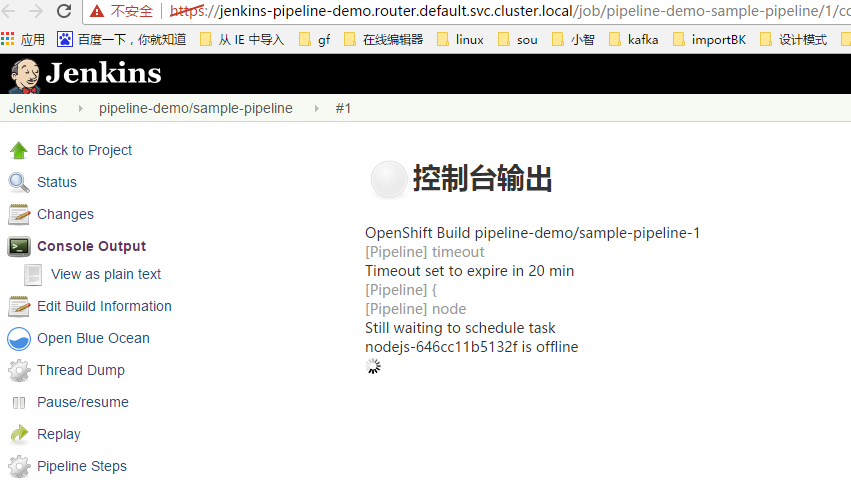 不安全 https://jenkins-pipeline-demo.router.default.svc.cluster.local/job/pipeline-demo-sample-pipeline/1/co
应用 百度一下，你就知道 从 IE 中导入 gf 在线编辑器 linux sou 小智 kafka importBK 设计模式
Jenkins
Jenkins pipeline-demo/sample-pipeline #1
Back to Project
Status
Changes
Console Output
View as plain text
Edit Build Information
Open Blue Ocean
Thread Dump
Pause/resume
Replay
Pipeline Steps
控制台输出
OpenShift Build pipeline-demo/sample-pipeline-1
[Pipeline] timeout
Timeout set to expire in 20 min
[Pipeline] {
[Pipeline] node
Still waiting to schedule task
nodejs-646cc11b5132f is offline